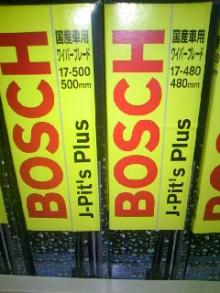 BOSCH
国産車用
ワイパーブレード
17-500
500mm
J-Pit's Plus
BOSCH
国産車用
ワイパーブレード
17-480
480mm
J-Pit's Plus